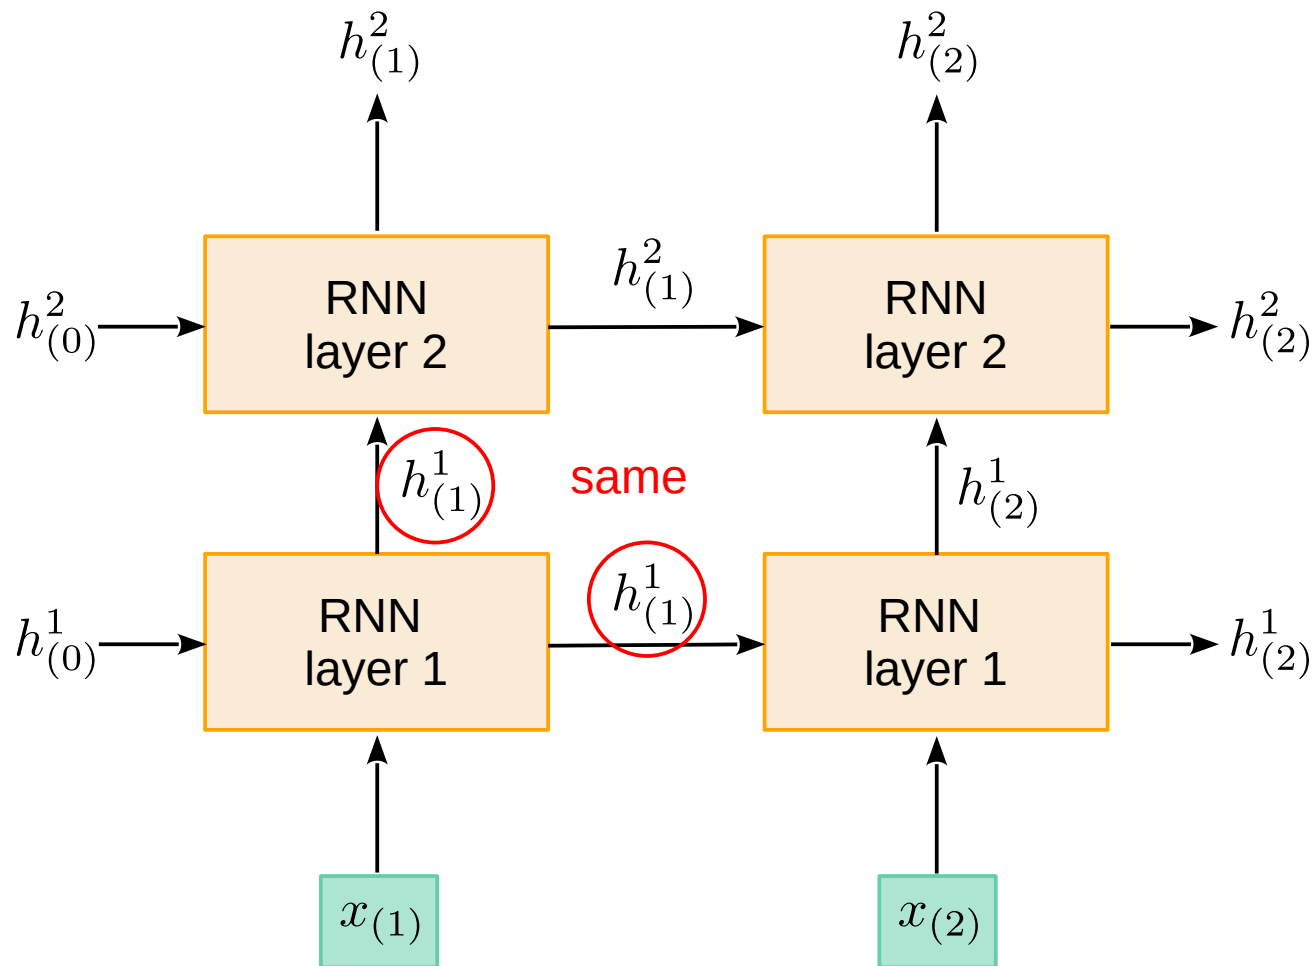 $h^2_{(1)}$ $h^2_{(2)}$
$h^2_{(0)}$ RNN layer 2 $h^2_{(1)}$ RNN layer 2 $h^2_{(2)}$
$h^1_{(1)}$ same $h^1_{(2)}$
$h^1_{(0)}$ RNN layer 1 $h^1_{(1)}$ RNN layer 1 $h^1_{(2)}$
$x_{(1)}$ $x_{(2)}$